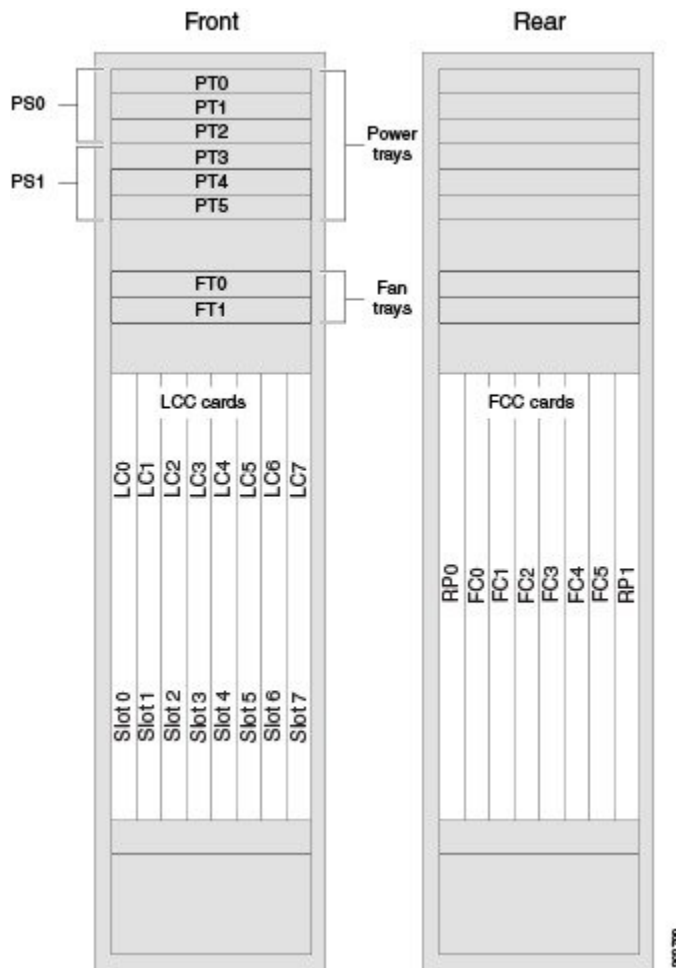 Front
Rear
PS0
PS1
PT0
PT1
PT2
PT3
PT4
PT5
Power
trays
FT0
FT1
Fan
trays
LCC cards
LC0
LC1
LC2
LC3
LC4
LC5
LC6
LC7
Slot 0
Slot 1
Slot 2
Slot 3
Slot 4
Slot 5
Slot 6
Slot 7
FCC cards
RP0
FC0
FC1
FC2
FC3
FC4
FC5
RP1